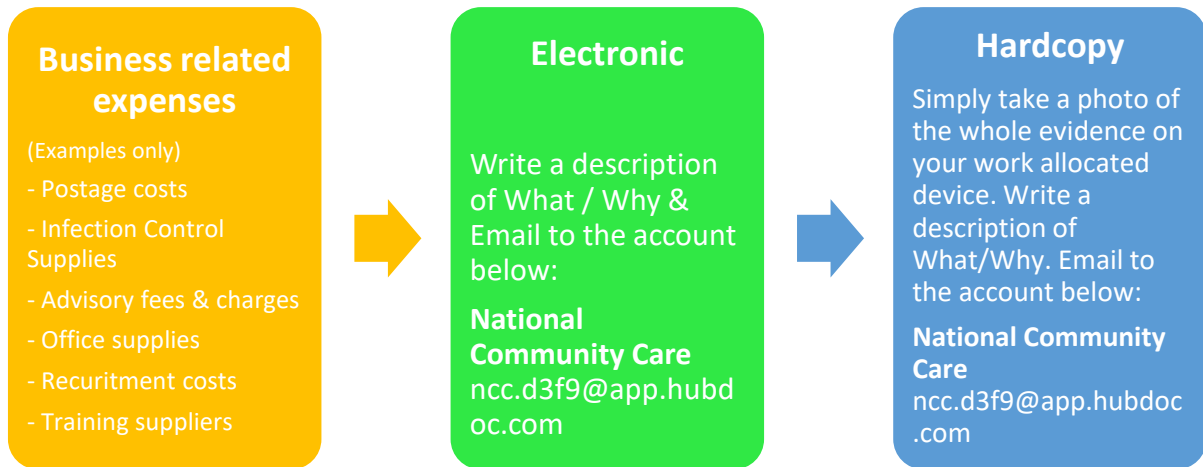 Business related
expenses
(Examples only)
- Postage costs
- Infection Control
Supplies
- Advisory fees & charges
- Office supplies
- Recuritment costs
- Training suppliers
Electronic
Write a description
of What / Why &
Email to the account
below:
National
Community Care
ncc.d3f9@app.hubd
oc.com
Hardcopy
Simply take a photo of
the whole evidence on
your work allocated
device. Write a
description of
What/Why. Email to
the account below:
National Community
Care
ncc.d3f9@app.hubdoc
.com